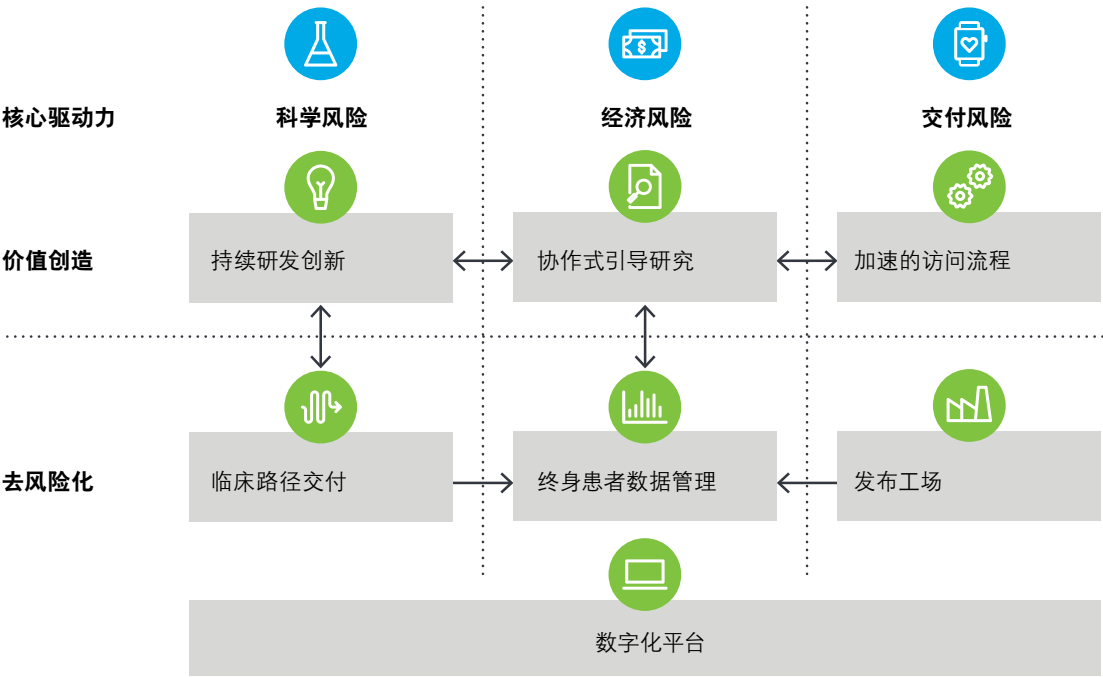 核心驱动力
科学风险
经济风险
交付风险
价值创造
持续研发创新
协作式引导研究
加速的访问流程
去风险化
临床路径交付
终身患者数据管理
发布工场
数字化平台